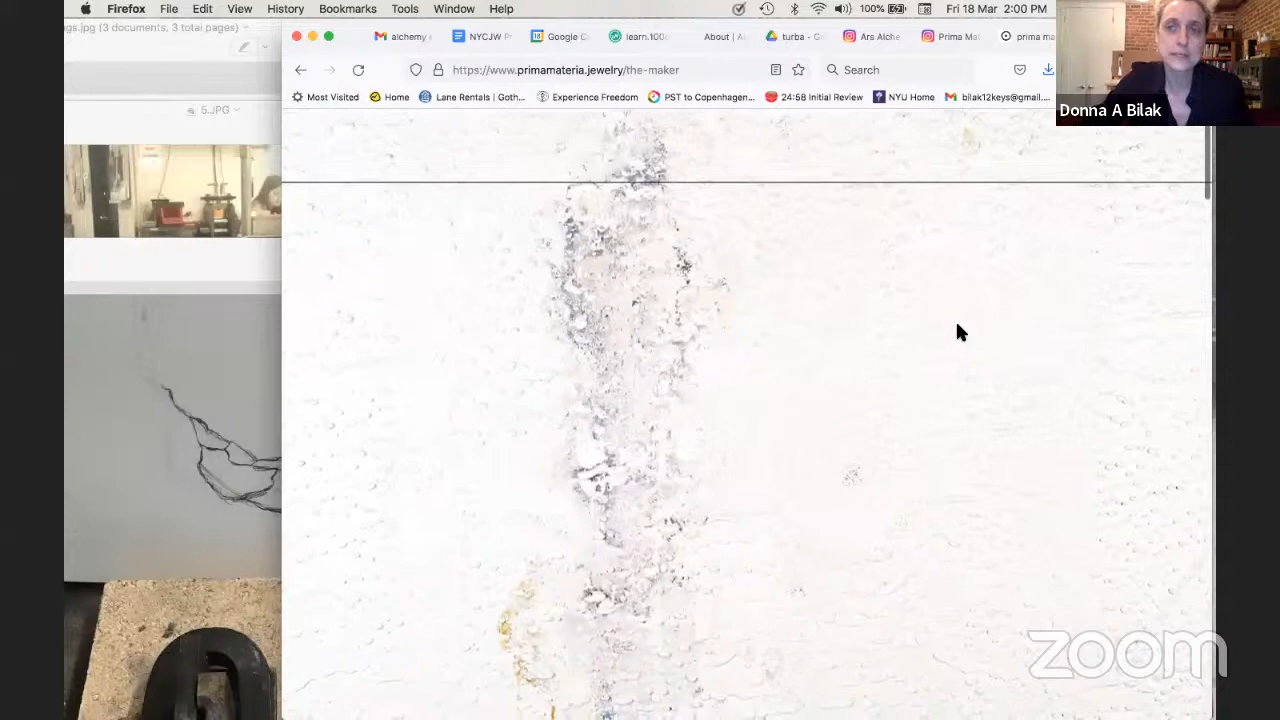 Firefox File Edit View History Bookmarks Tools Window Help 100% Fri 18 Mar 2:00 PM
gs.jpg (3 documents, 3 total pages)
alchemy NYCJW P Google C learn.100 About | A turba - G Ars Alche Prima Mat prima ma
https://www.primamateria.jewelry/the-maker Search
Most Visited Home Lane Rentals | Goth... Experience Freedom PST to Copenhagen... 24:58 Initial Review NYU Home bilak12keys@gmail....
5.JPG
Donna A Bilak
zoom